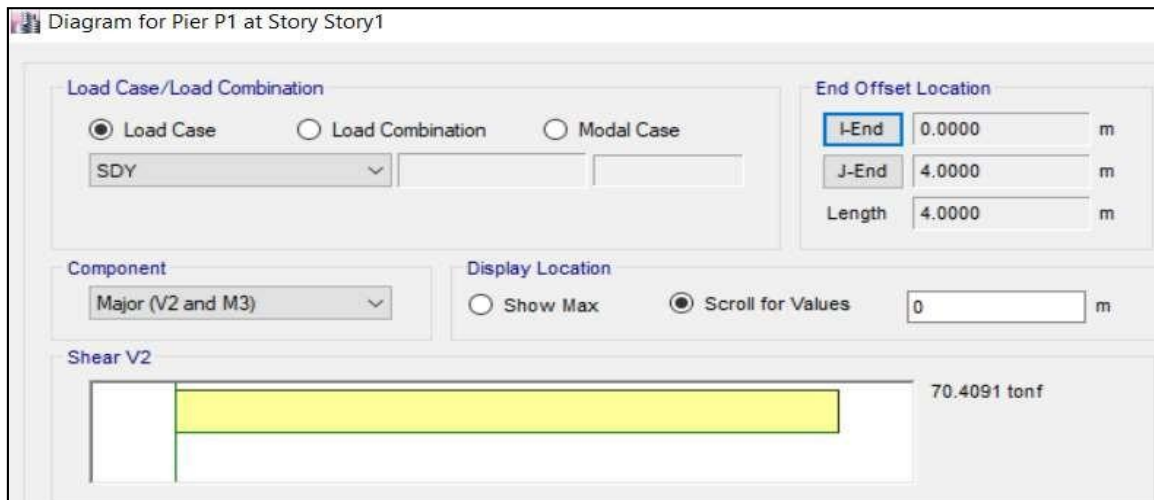 Diagram for Pier P1 at Story Story1
Load Case/Load Combination
Load Case Load Combination Modal Case
SDY
End Offset Location
I-End 0.0000 m
J-End 4.0000 m
Length 4.0000 m
Component
Major (V2 and M3)
Display Location
Show Max Scroll for Values 0 m
Shear V2
70.4091 tonf